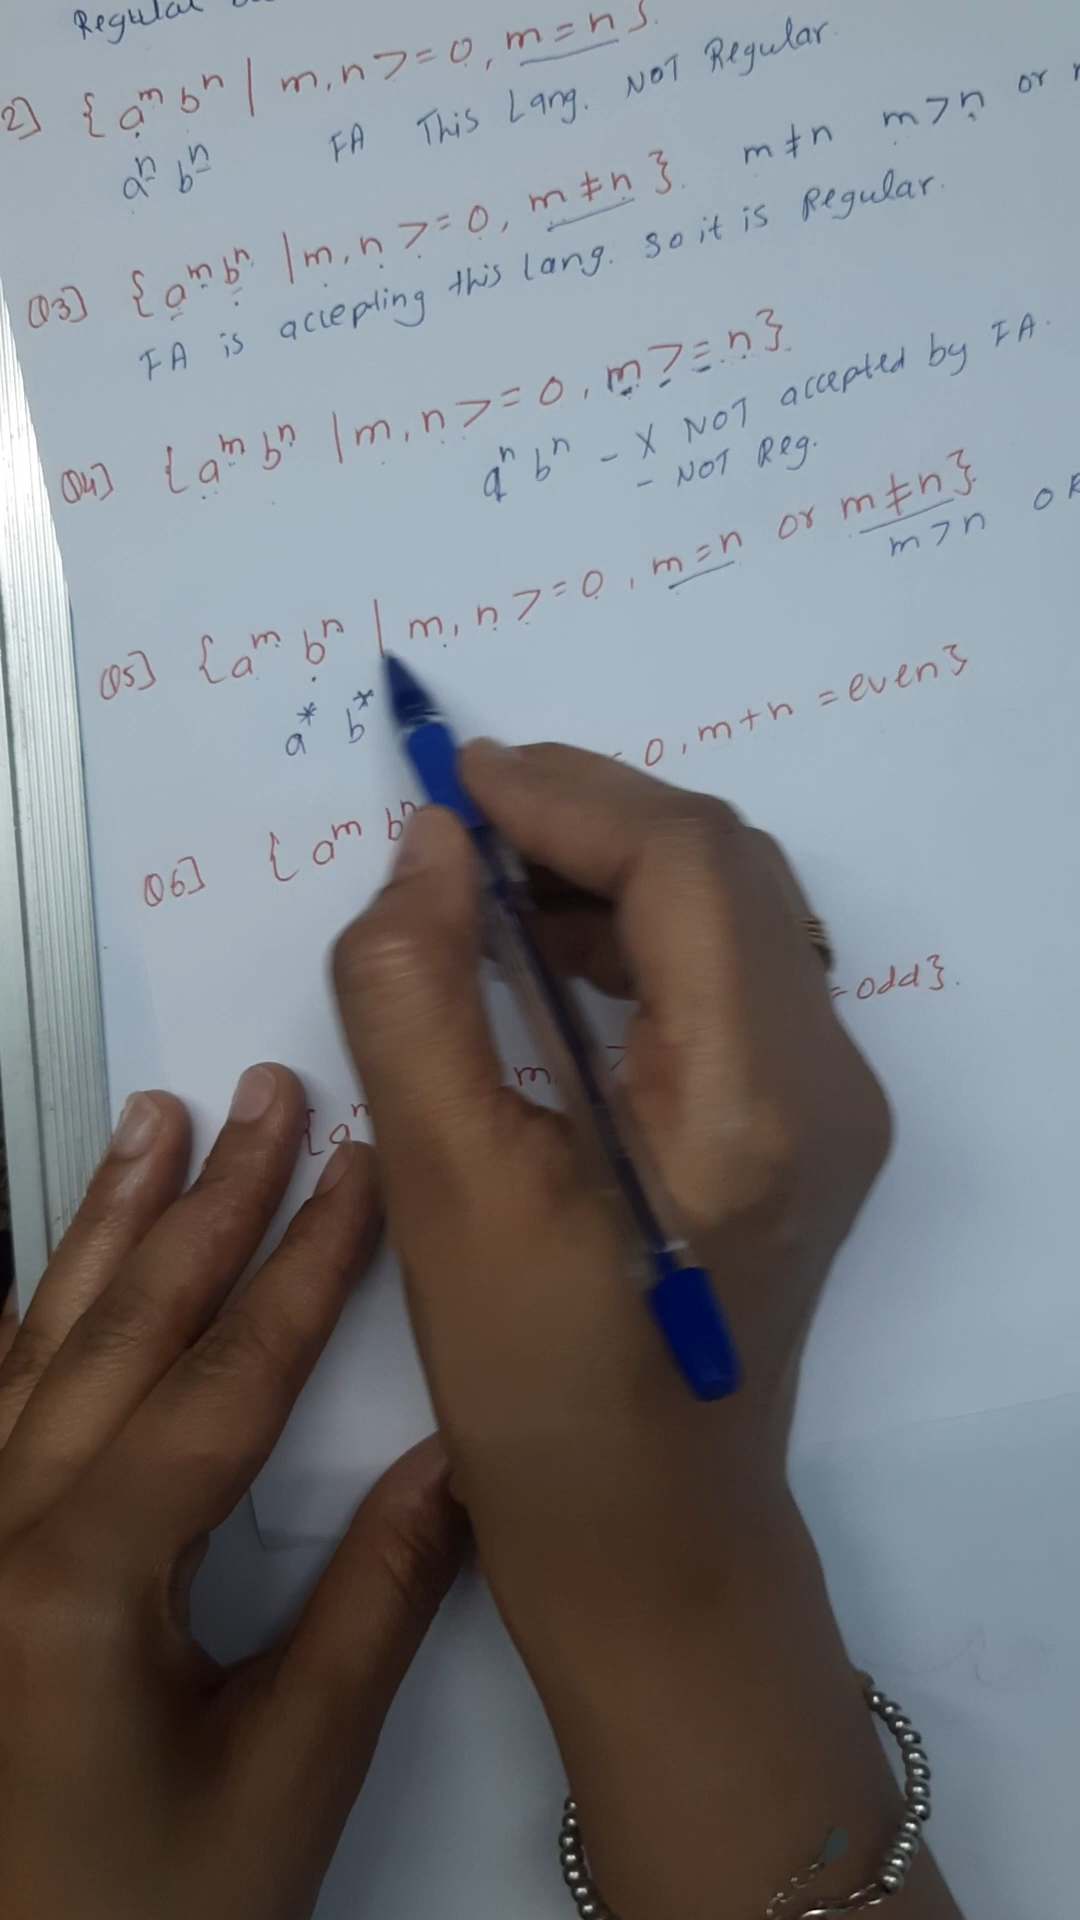 Regular
2] { a^m b^n | m, n >= 0, m = n }.
a^n b^n FA This Lang. NOT Regular.
Q3] { a^m b^n | m, n >= 0, m ≠ n }. m ≠ n m > n or
FA is accepting this lang. so it is Regular.
Q4] { a^m b^n | m, n >= 0, m >= n }.
a^n b^n - X NOT accepted by FA.
- NOT Reg.
Q5] { a^m b^n | m, n >= 0, m = n or m ≠ n }.
m > n OR
a* b*
Q6] { a^m b^n = 0, m + n = even }
= odd }.
{ a^m m >